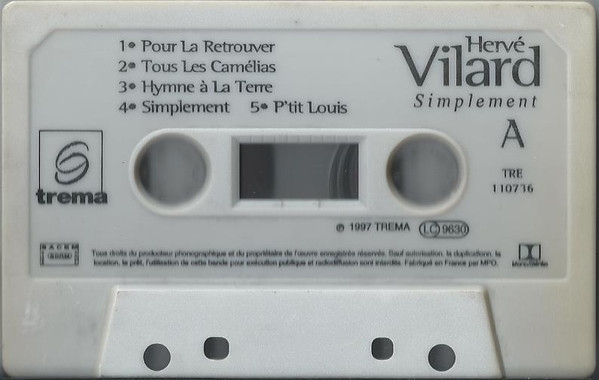 1• Pour La Retrouver
2• Tous Les Camélias
3• Hymne à La Terre
4• Simplement 5• P'tit Louis
Hervé
Vilard
Simplement
A
TRE
110736
trema
℗ 1997 TREMA LC 9630
SACEM
Tous droits du producteur phonographique et du propriétaire de l'œuvre enregistrée réservés. Sauf autorisation, la duplication, la
location, le prêt, l'utilisation de cette bande pour exécution publique et radiodiffusion sont interdits. Fabriqué en France par MPO.